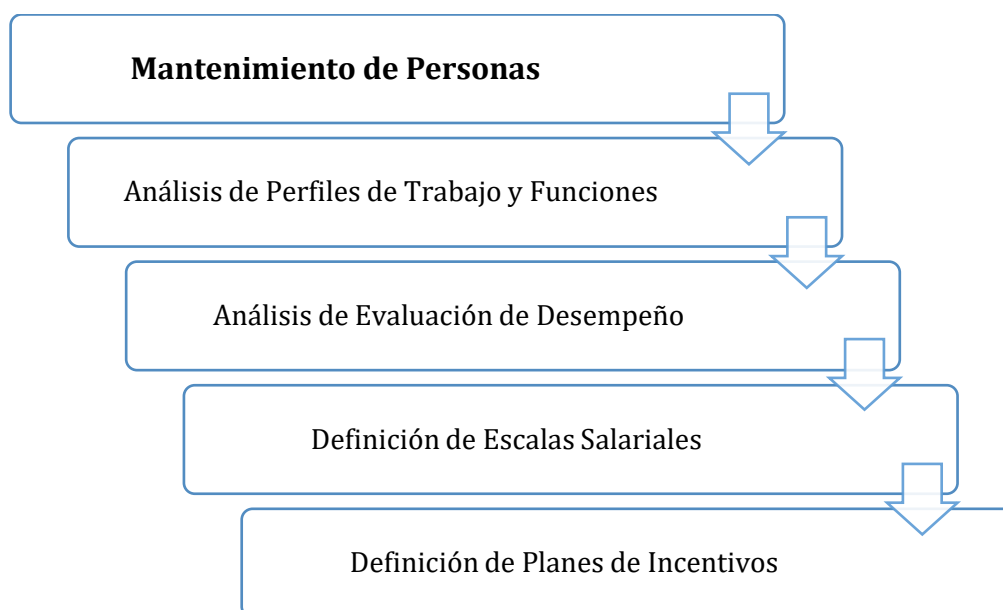 Mantenimiento de Personas
Análisis de Perfiles de Trabajo y Funciones
Análisis de Evaluación de Desempeño
Definición de Escalas Salariales
Definición de Planes de Incentivos